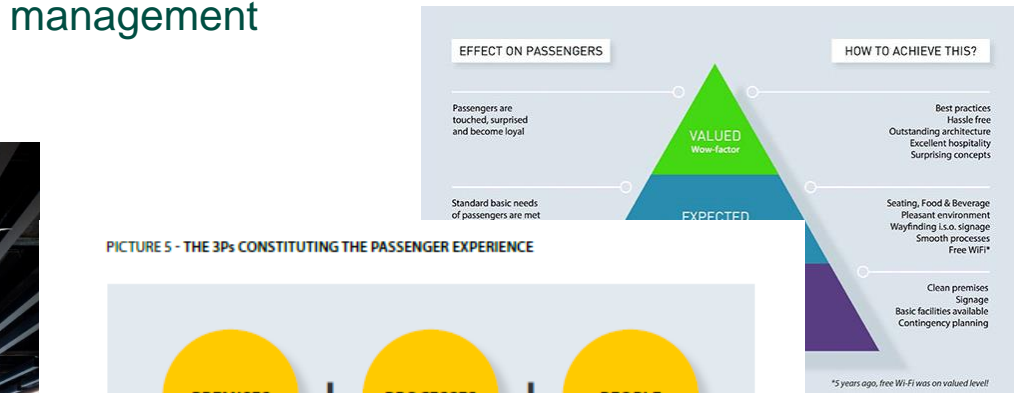 management
EFFECT ON PASSENGERS
HOW TO ACHIEVE THIS?
Passengers are
touched, surprised
and become loyal
VALUED
Wow-factor
Best practices
Hassle free
Outstanding architecture
Excellent hospitality
Surprising concepts
Standard basic needs
of passengers are met
EXPECTED
Seating, Food & Beverage
Pleasant environment
Wayfinding i.s.o. signage
Smooth processes
Free WiFi*
Clean premises
Signage
Basic facilities available
Contingency planning
*5 years ago, free Wi-Fi was on valued level!
PICTURE 5 - THE 3Ps CONSTITUTING THE PASSENGER EXPERIENCE